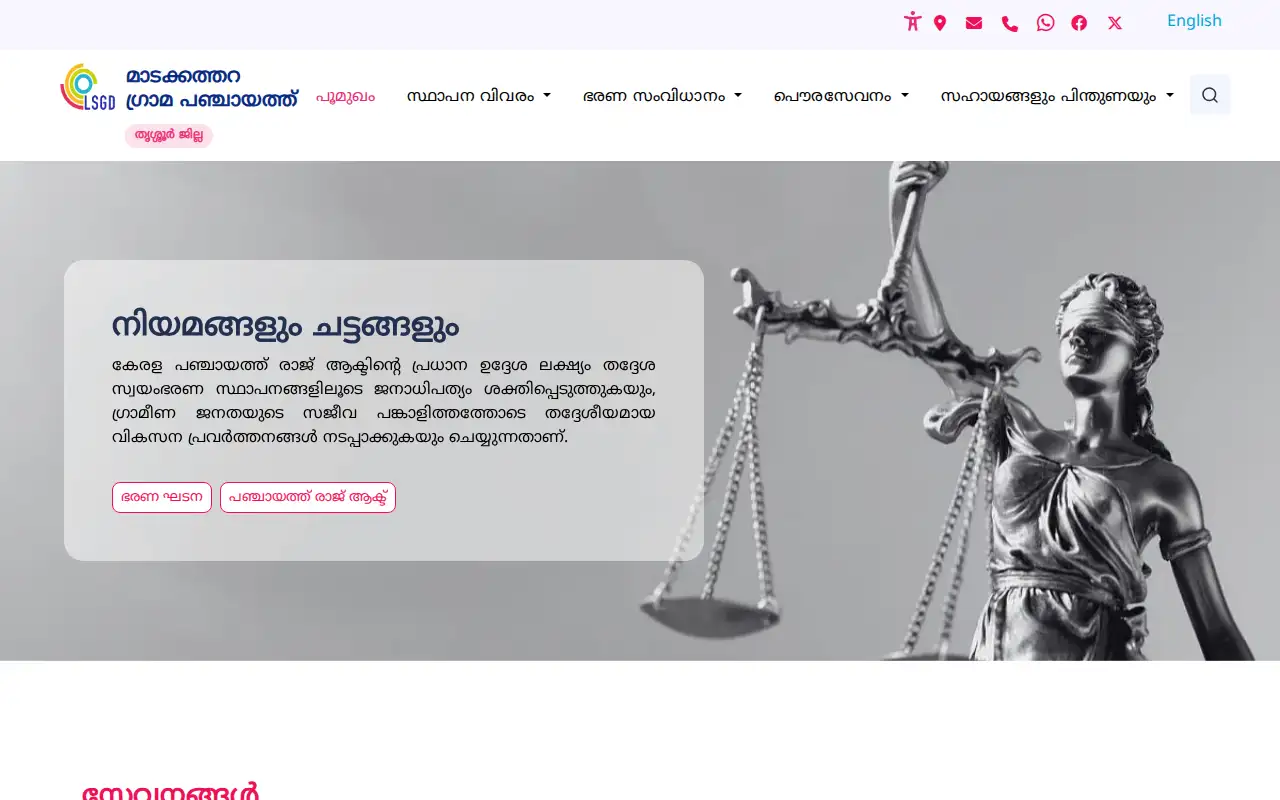 English
LSGD
മാടക്കത്തറ
ഗ്രാമ പഞ്ചായത്ത്
തൃശ്ശൂർ ജില്ല
പൂമുഖം
സ്ഥാപന വിവരം
ഭരണ സംവിധാനം
പൌരസേവനം
സഹായങ്ങളും പിന്തുണയും
നിയമങ്ങളും ചട്ടങ്ങളും
കേരള പഞ്ചായത്ത് രാജ് ആക്ടിന്റെ പ്രധാന ഉദ്ദേശ ലക്ഷ്യം തദ്ദേശ
സ്വയംഭരണ സ്ഥാപനങ്ങളിലൂടെ ജനാധിപത്യം ശക്തിപ്പെടുത്തുകയും,
ഗ്രാമീണ ജനതയുടെ സജീവ പങ്കാളിത്തത്തോടെ തദ്ദേശീയമായ
വികസന പ്രവർത്തനങ്ങൾ നടപ്പാക്കുകയും ചെയ്യുന്നതാണ്.
ഭരണ ഘടന
പഞ്ചായത്ത് രാജ് ആക്ട്
സേവനങ്ങൾ